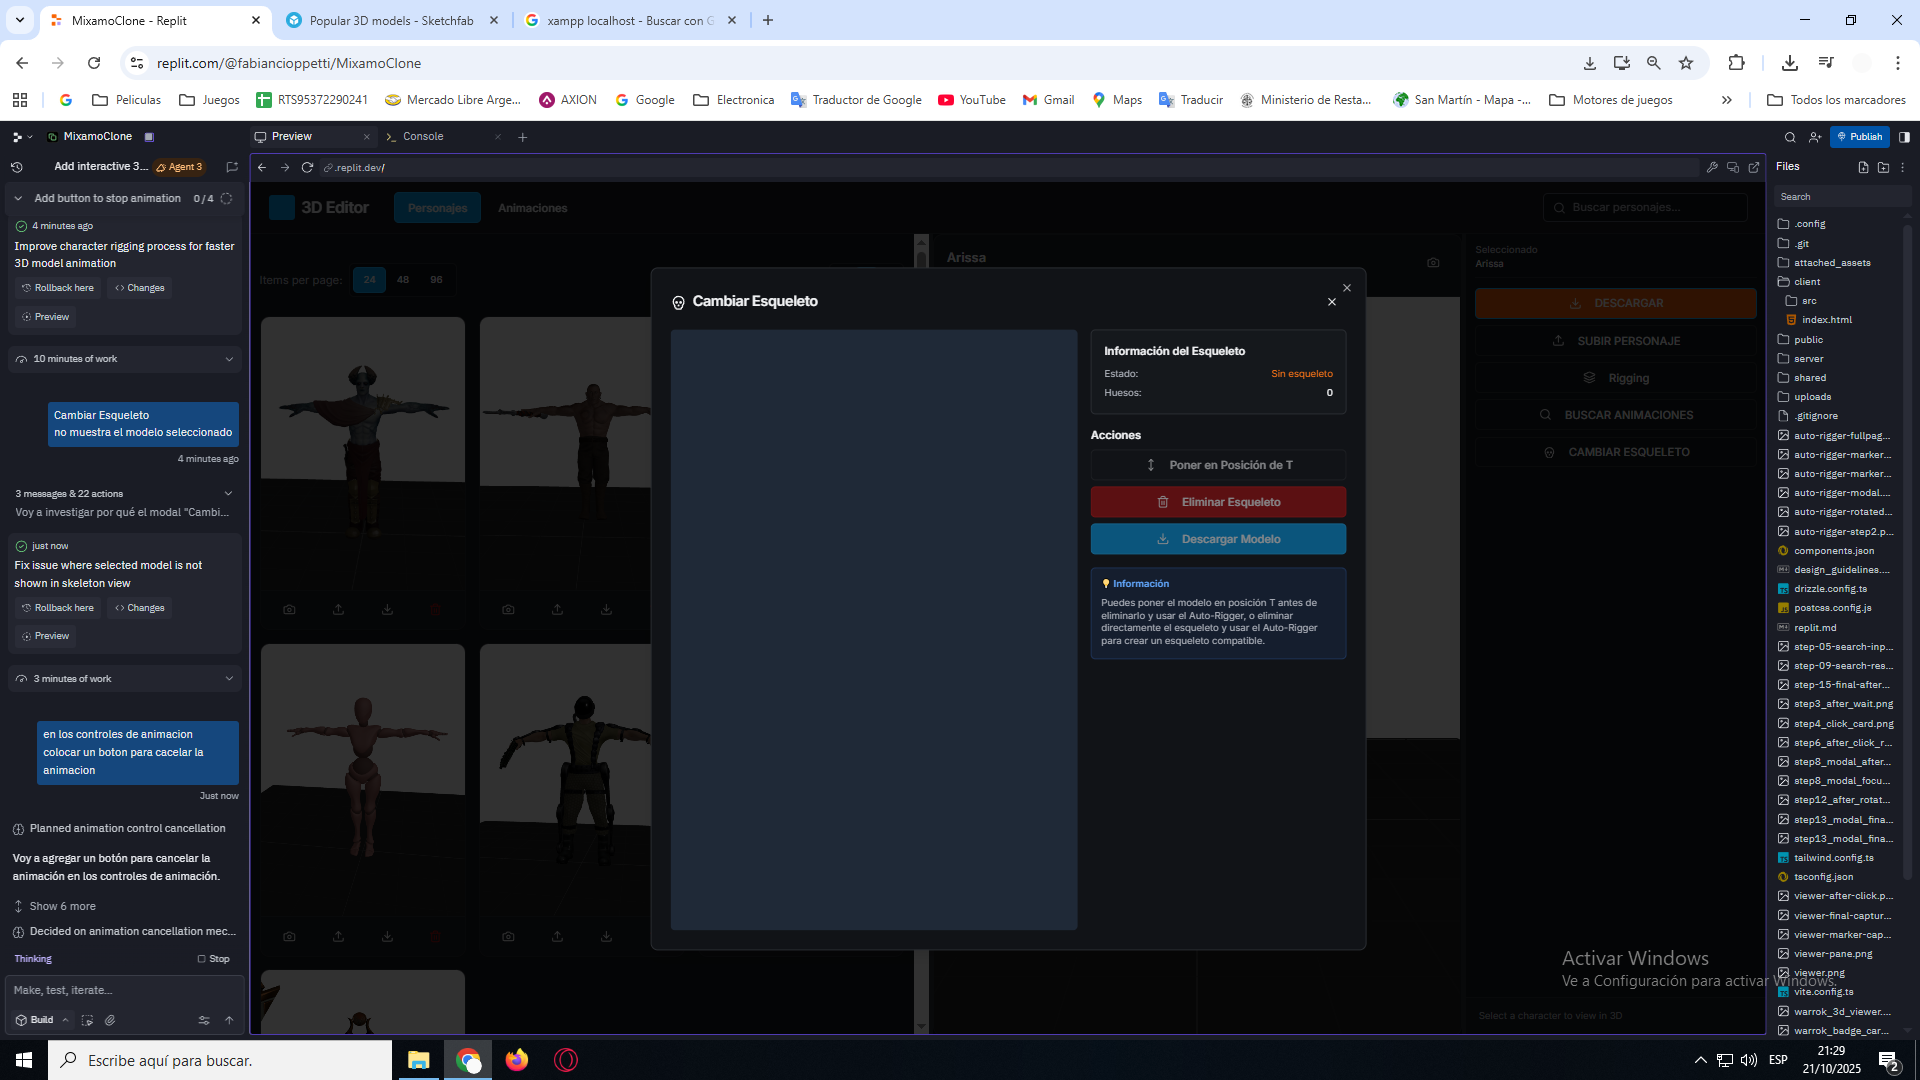 MixamoClone - Replit
Popular 3D models - Sketchfab
xampp localhost - Buscar con G
replit.com/@fabiancioppetti/MixamoClone
Peliculas
Juegos
RTS95372290241
Mercado Libre Arge...
AXION
Google
Electronica
Traductor de Google
YouTube
Gmail
Maps
Traducir
Ministerio de Resta...
San Martín - Mapa -...
Motores de juegos
Todos los marcadores
MixamoClone
Preview
Console
Publish
Add interactive 3...
Agent 3
.replit.dev/
Files
Add button to stop animation 0 / 4
Search
4 minutes ago
Improve character rigging process for faster
3D model animation
Rollback here
Changes
Preview
10 minutes of work
Cambiar Esqueleto
no muestra el modelo seleccionado
4 minutes ago
3 messages & 22 actions
Voy a investigar por qué el modal "Cambi...
just now
Fix issue where selected model is not
shown in skeleton view
Rollback here
Changes
Preview
3 minutes of work
en los controles de animacion
colocar un boton para cacelar la
animacion
Just now
Planned animation control cancellation
Voy a agregar un botón para cancelar la
animación en los controles de animación.
Show 6 more
Decided on animation cancellation mec...
Thinking
Stop
Make, test, iterate...
Build
3D Editor
Personajes
Animaciones
Buscar personajes...
Items per page:
24
48
96
Arissa
Cambiar Esqueleto
Información del Esqueleto
Estado:
Sin esqueleto
Huesos:
0
Acciones
Poner en Posición de T
Eliminar Esqueleto
Descargar Modelo
Información
Puedes poner el modelo en posición T antes de
eliminarlo y usar el Auto-Rigger, o eliminar
directamente el esqueleto y usar el Auto-Rigger
para crear un esqueleto compatible.
Seleccionado
Arissa
DESCARGAR
SUBIR PERSONAJE
Rigging
BUSCAR ANIMACIONES
CAMBIAR ESQUELETO
Select a character to view in 3D
Activar Windows
Ve a Configuración para activar Windows.
.config
.git
attached_assets
client
src
index.html
public
server
shared
uploads
.gitignore
auto-rigger-fullpag...
auto-rigger-marker...
auto-rigger-marker...
auto-rigger-modal....
auto-rigger-rotated...
auto-rigger-step2.p...
components.json
design_guidelines....
drizzle.config.ts
postcss.config.js
replit.md
step-05-search-inp...
step-09-search-res...
step-15-final-after...
step3_after_wait.png
step4_click_card.png
step6_after_click_r...
step8_modal_after...
step8_modal_focu...
step12_after_rotat...
step13_modal_fina...
step13_modal_fina...
tailwind.config.ts
tsconfig.json
viewer-after-click.p...
viewer-final-captur...
viewer-marker-cap...
viewer-pane.png
viewer.png
vite.config.ts
warrok_3d_viewer....
warrok_badge_car...
Escribe aquí para buscar.
ESP
21:29
21/10/2025
2